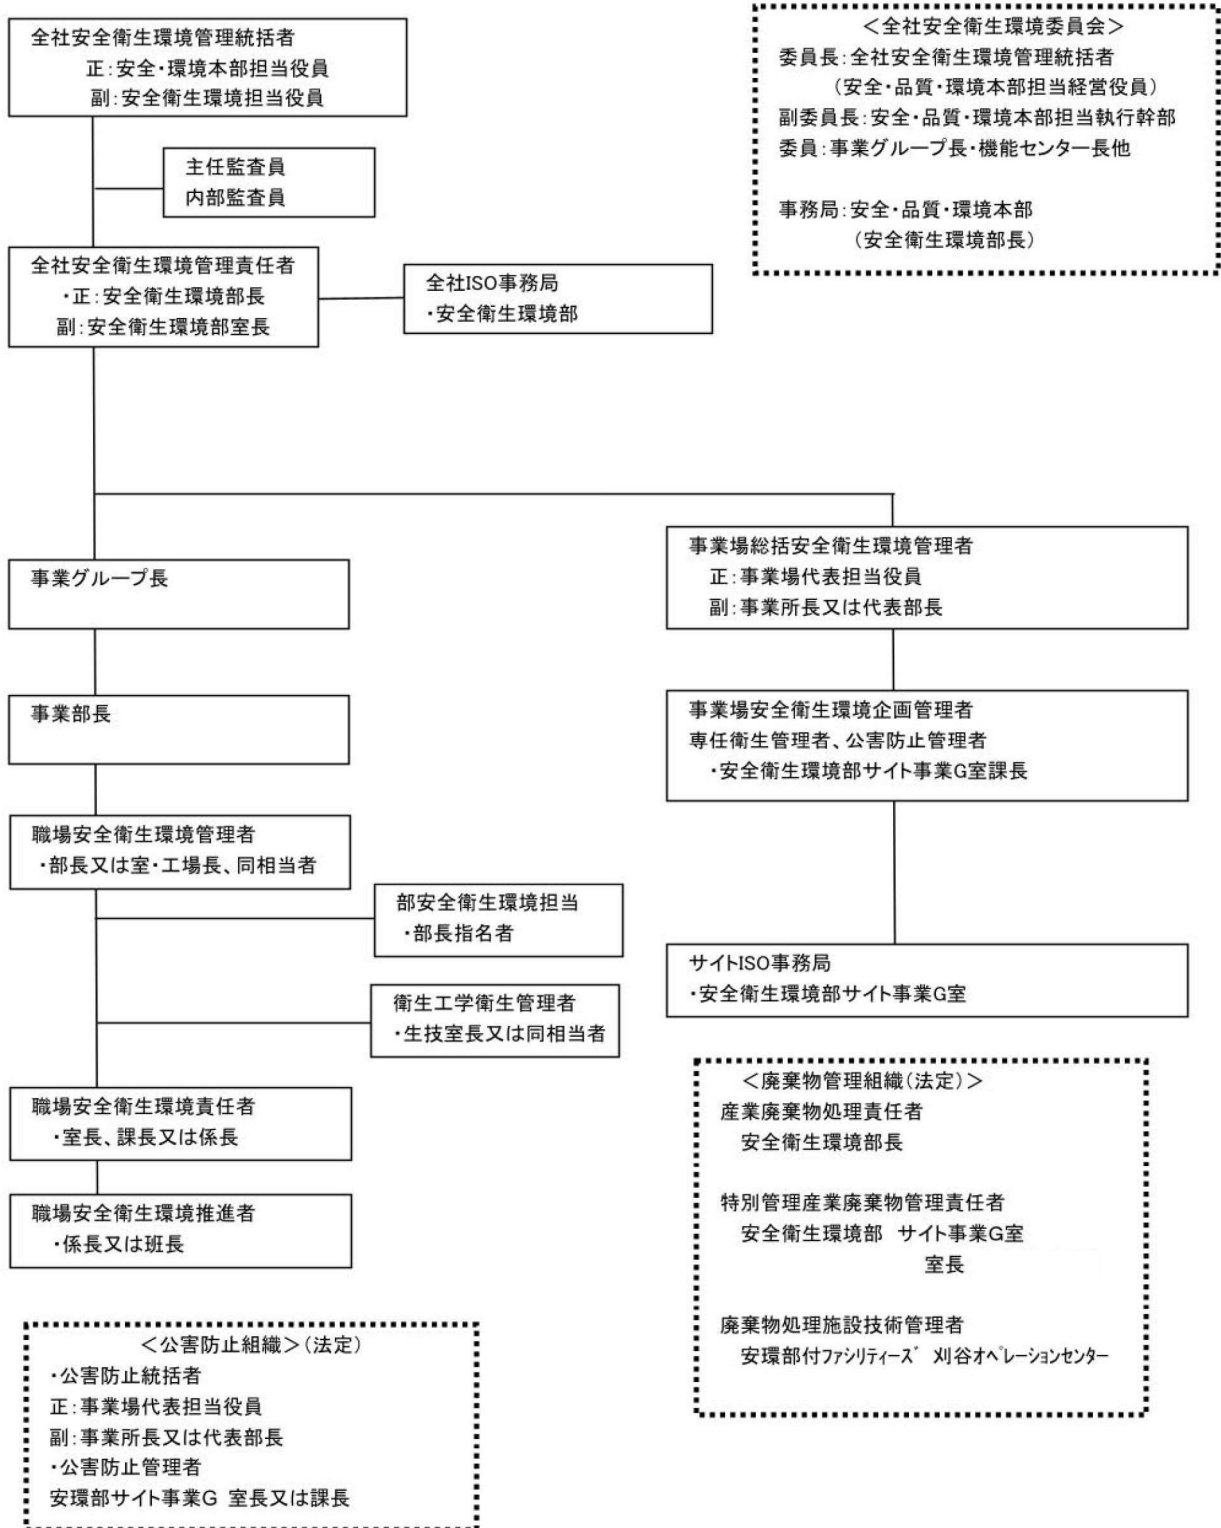 全社安全衛生環境管理統括者
正:安全・環境本部担当役員
副:安全衛生環境担当役員
＜全社安全衛生環境委員会＞
委員長:全社安全衛生環境管理統括者
(安全・品質・環境本部担当経営役員)
副委員長:安全・品質・環境本部担当執行幹部
委員:事業グループ長・機能センター長他
事務局:安全・品質・環境本部
(安全衛生環境部長)
主任監査員
内部監査員
全社安全衛生環境管理責任者
・正:安全衛生環境部長
副:安全衛生環境部室長
全社ISO事務局
・安全衛生環境部
事業グループ長
事業部長
職場安全衛生環境管理者
・部長又は室・工場長、同相当者
部安全衛生環境担当
・部長指名者
衛生工学衛生管理者
・生技室長又は同相当者
職場安全衛生環境責任者
・室長、課長又は係長
職場安全衛生環境推進者
・係長又は班長
事業場総括安全衛生環境管理者
正:事業場代表担当役員
副:事業所長又は代表部長
事業場安全衛生環境企画管理者
専任衛生管理者、公害防止管理者
・安全衛生環境部サイト事業G室課長
サイトISO事務局
・安全衛生環境部サイト事業G室
＜廃棄物管理組織(法定)＞
産業廃棄物処理責任者
安全衛生環境部長
特別管理産業廃棄物管理責任者
安全衛生環境部 サイト事業G室
室長
廃棄物処理施設技術管理者
安環部付ﾌｧｼﾘﾃｨｰｽﾞ 刈谷ｵﾍﾟﾚｰｼｮﾝｾﾝﾀｰ
＜公害防止組織＞(法定)
・公害防止統括者
正:事業場代表担当役員
副:事業所長又は代表部長
・公害防止管理者
安環部サイト事業G 室長又は課長